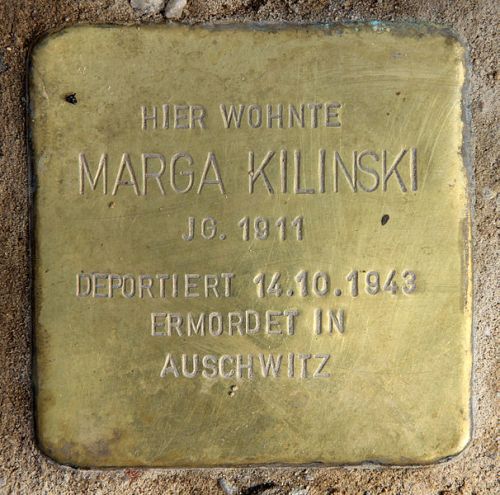 HIER WOHNTE
MARGA KILINSKI
JG. 1911
DEPORTIERT 14.10.1943
ERMORDET IN
AUSCHWITZ